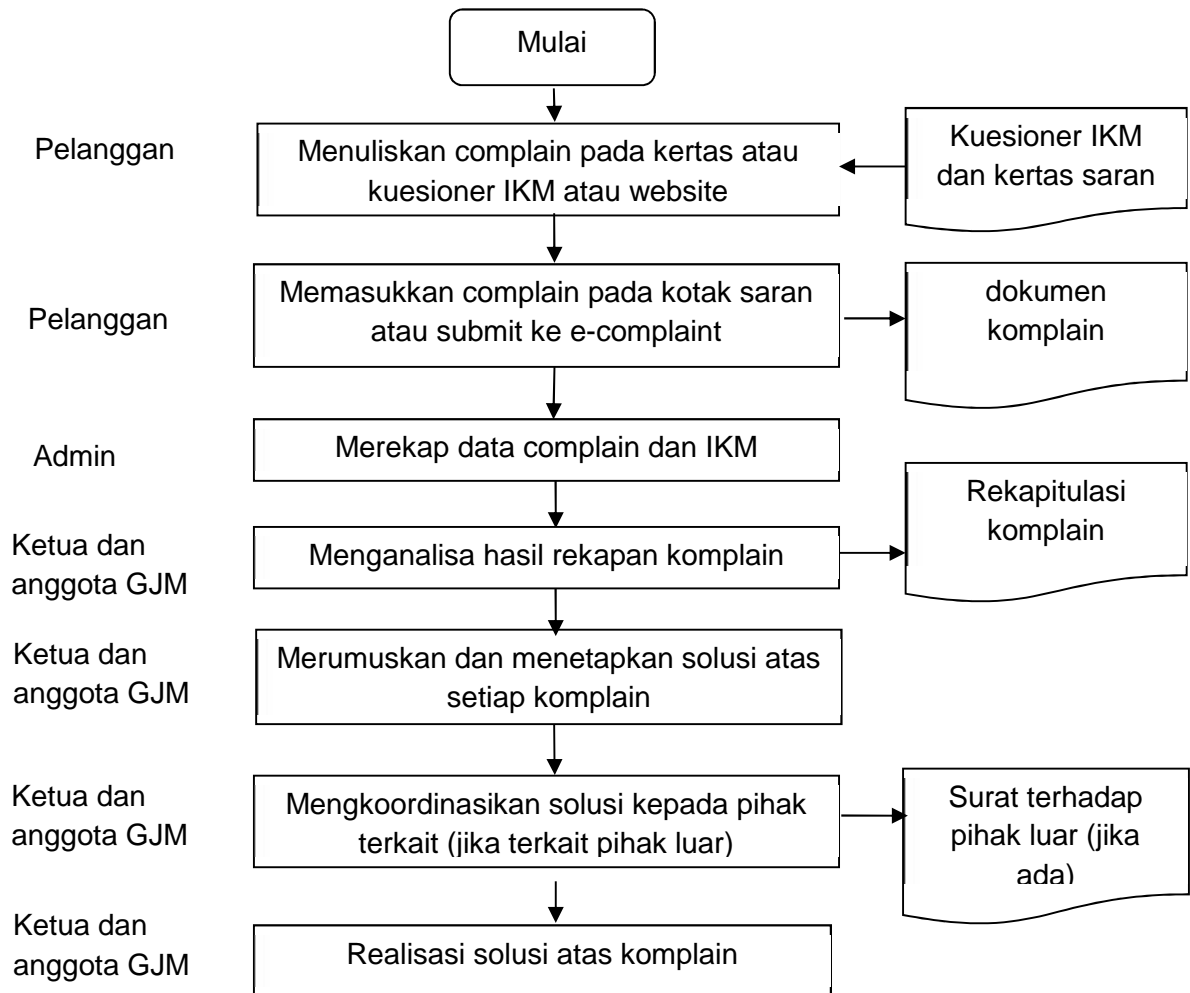 Mulai
Pelanggan
Menuliskan complain pada kertas atau
kuesioner IKM atau website
Kuesioner IKM
dan kertas saran
Pelanggan
Memasukkan complain pada kotak saran
atau submit ke e-complaint
dokumen
komplain
Admin
Merekap data complain dan IKM
Rekapitulasi
komplain
Ketua dan
anggota GJM
Menganalisa hasil rekapan komplain
Ketua dan
anggota GJM
Merumuskan dan menetapkan solusi atas
setiap komplain
Ketua dan
anggota GJM
Mengkoordinasikan solusi kepada pihak
terkait (jika terkait pihak luar)
Surat terhadap
pihak luar (jika
ada)
Ketua dan
anggota GJM
Realisasi solusi atas komplain